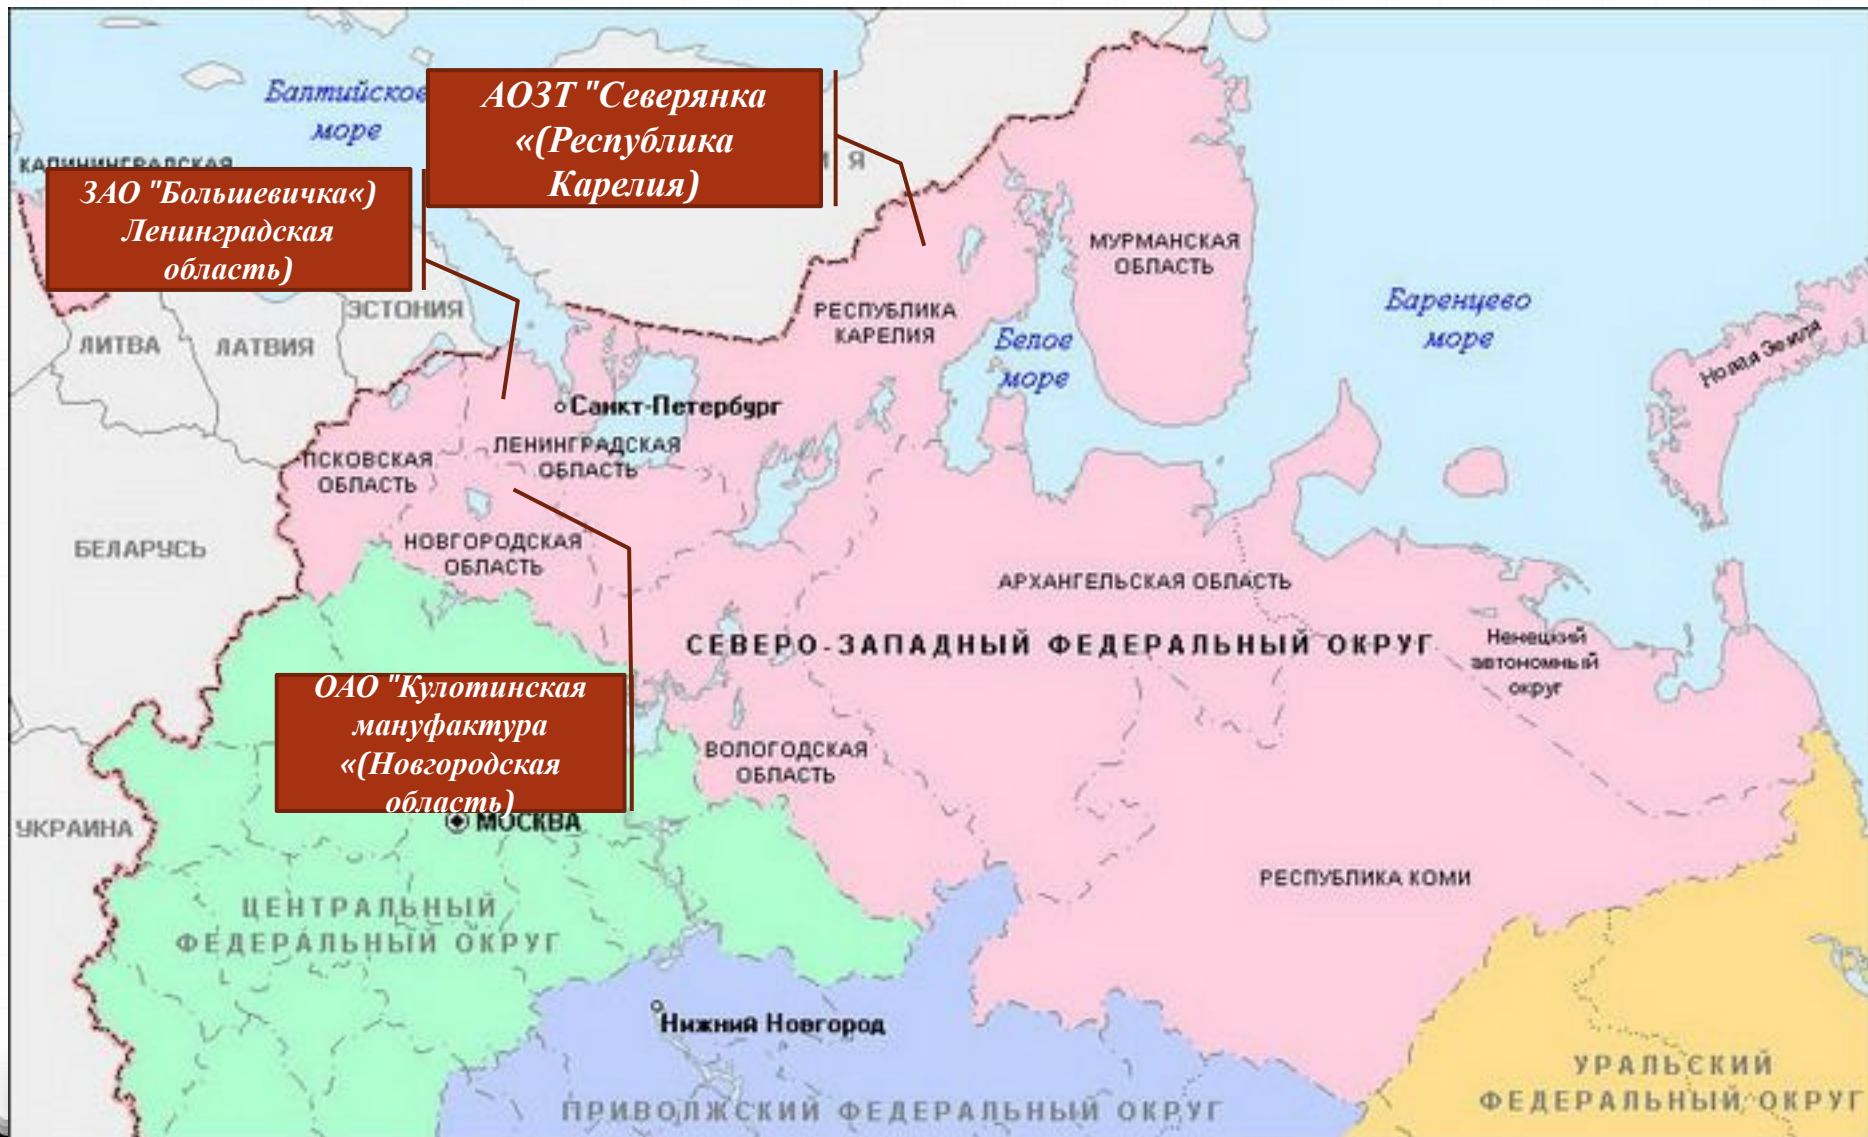 Балтийское
море
АОЗТ "Северянка
«(Республика
Карелия)
Я
КАЛИНИНГРАДСКАЯ
ЗАО "Большевичка«)
Ленинградская
область)
МУРМАНСКАЯ
ОБЛАСТЬ
Баренцево
море
ЭСТОНИЯ
РЕСПУБЛИКА
КАРЕЛИЯ
Белое
море
ЛИТВА
ЛАТВИЯ
Новая Земля
Санкт-Петербург
ПСКОВСКАЯ
ОБЛАСТЬ
ЛЕНИНГРАДСКАЯ
ОБЛАСТЬ
БЕЛАРУСЬ
НОВГОРОДСКАЯ
ОБЛАСТЬ
АРХАНГЕЛЬСКАЯ ОБЛАСТЬ
СЕВЕРО-ЗАПАДНЫЙ ФЕДЕРАЛЬНЫЙ ОКРУГ
Ненецкий
автономный
округ
ОАО "Кулотинская
мануфактура
«(Новгородская
область)
ВОЛОГОДСКАЯ
ОБЛАСТЬ
УКРАИНА
МОСКВА
РЕСПУБЛИКА КОМИ
ЦЕНТРАЛЬНЫЙ
ФЕДЕРАЛЬНЫЙ ОКРУГ
Нижний Новгород
УРАЛЬСКИЙ
ФЕДЕРАЛЬНЫЙ ОКРУГ
ПРИВОЛЖСКИЙ ФЕДЕРАЛЬНЫЙ ОКРУГ